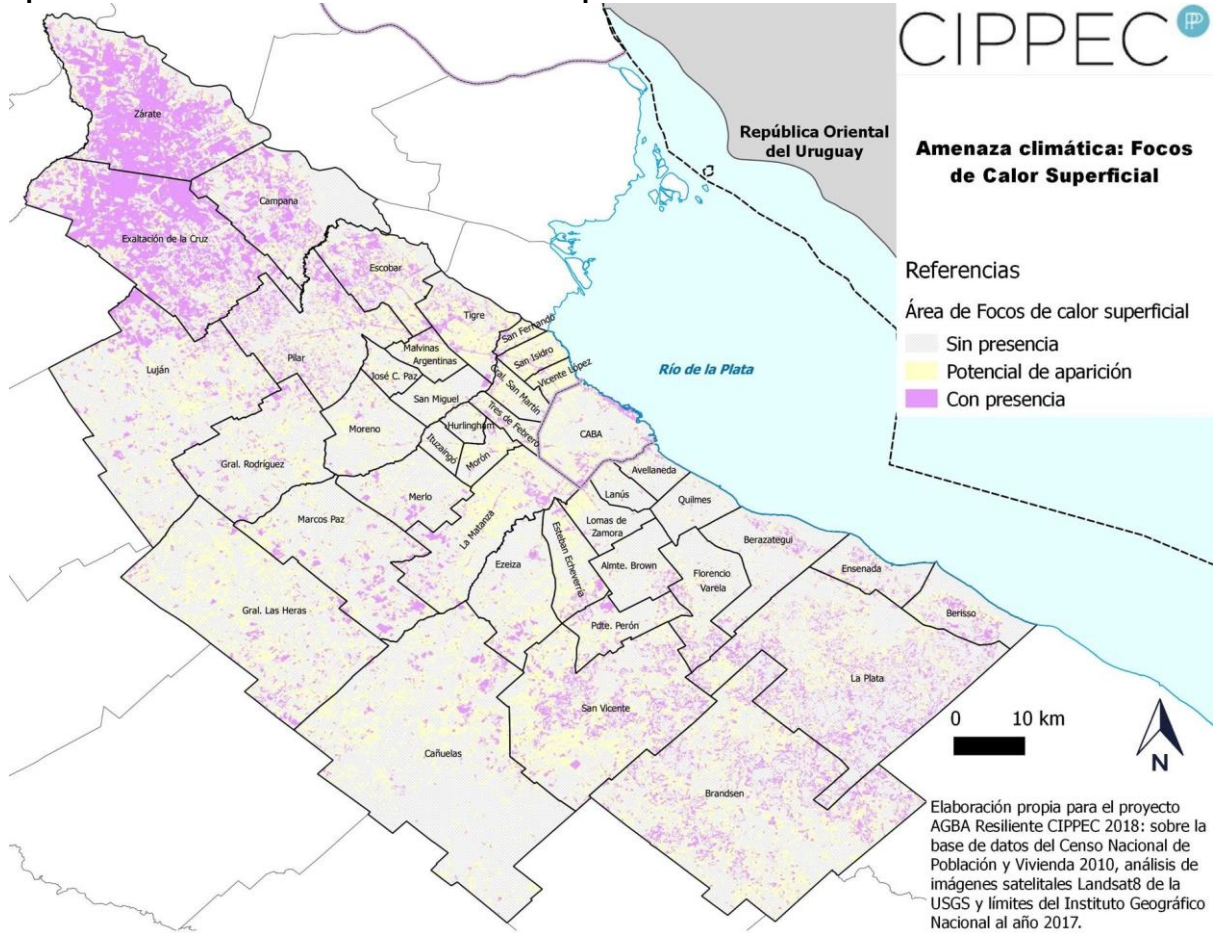 CIPPEC
PP
Amenaza climática: Focos
de Calor Superficial
Referencias
Área de Focos de calor superficial
Sin presencia
Potencial de aparición
Con presencia
República Oriental
del Uruguay
Río de la Plata
Zárate
Campana
Exaltación de la Cruz
Escobar
Tigre
San Fernando
San Isidro
Vicente López
Malvinas
Argentinas
Pilar
Luján
José C. Paz
San Miguel
Gral. San Martín
Tres de Febrero
Hurlingham
Ituzaingó
Morón
Moreno
CABA
Gral. Rodríguez
Merlo
Marcos Paz
La Matanza
Avellaneda
Lanús
Quilmes
Lomas de
Zamora
Berazategui
Esteban Echeverría
Ezeiza
Almte. Brown
Florencio
Varela
Ensenada
Berisso
Gral. Las Heras
Pdte. Perón
La Plata
San Vicente
Cañuelas
Brandsen
0 10 km
N
Elaboración propia para el proyecto
AGBA Resiliente CIPPEC 2018: sobre la
base de datos del Censo Nacional de
Población y Vivienda 2010, análisis de
imágenes satelitales Landsat8 de la
USGS y límites del Instituto Geográfico
Nacional al año 2017.